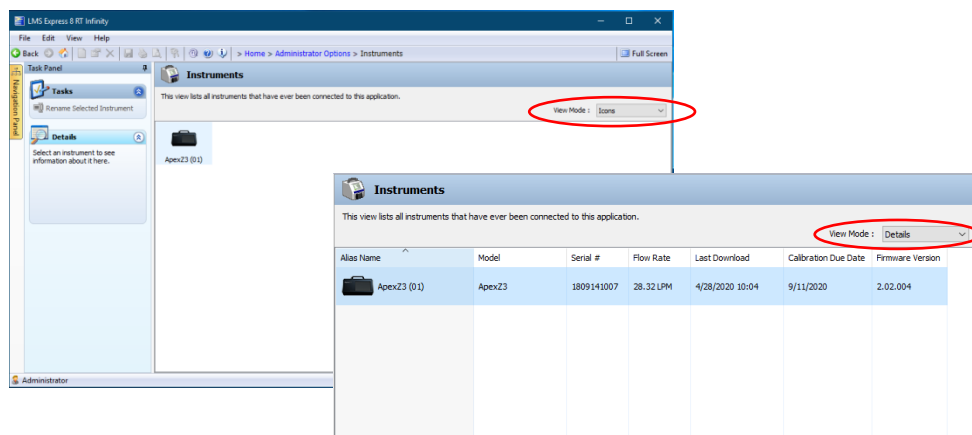 LMS Express 8 RT Infinity
File Edit View Help
Back > Home > Administrator Options > Instruments Full Screen
Navigation Panel
Task Panel
Tasks
Rename Selected Instrument
Details
Select an instrument to see
information about it here.
Instruments
This view lists all instruments that have ever been connected to this application.
View Mode : Icons
ApexZ3 (01)
Administrator
Instruments
This view lists all instruments that have ever been connected to this application.
View Mode : Details
Alias Name Model Serial # Flow Rate Last Download Calibration Due Date Firmware Version
ApexZ3 (01) ApexZ3 1809141007 28.32 LPM 4/28/2020 10:04 9/11/2020 2.02.004